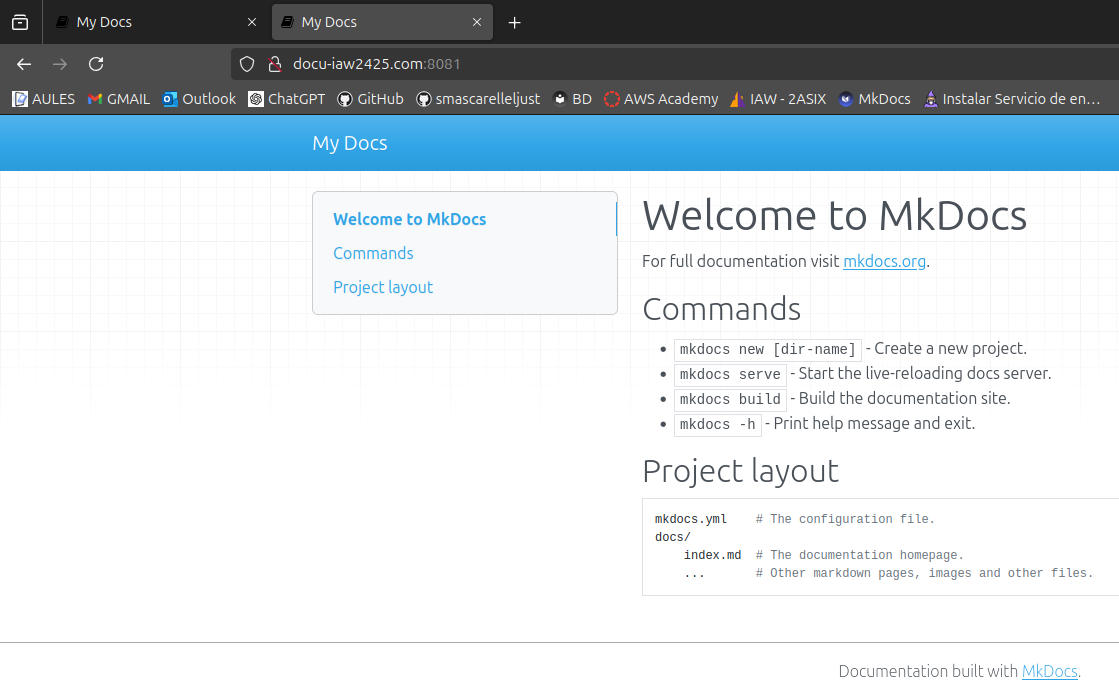 My Docs
My Docs
docu-iaw2425.com:8081
AULES GMAIL Outlook ChatGPT GitHub smascarelleljust BD AWS Academy IAW - 2ASIX MkDocs Instalar Servicio de en…
My Docs
Welcome to MkDocs
Commands
Project layout
Welcome to MkDocs
For full documentation visit mkdocs.org.
Commands
• mkdocs new [dir-name] - Create a new project.
• mkdocs serve - Start the live-reloading docs server.
• mkdocs build - Build the documentation site.
• mkdocs -h - Print help message and exit.
Project layout
mkdocs.yml    # The configuration file.
docs/
    index.md  # The documentation homepage.
    ...       # Other markdown pages, images and other files.
Documentation built with MkDocs.